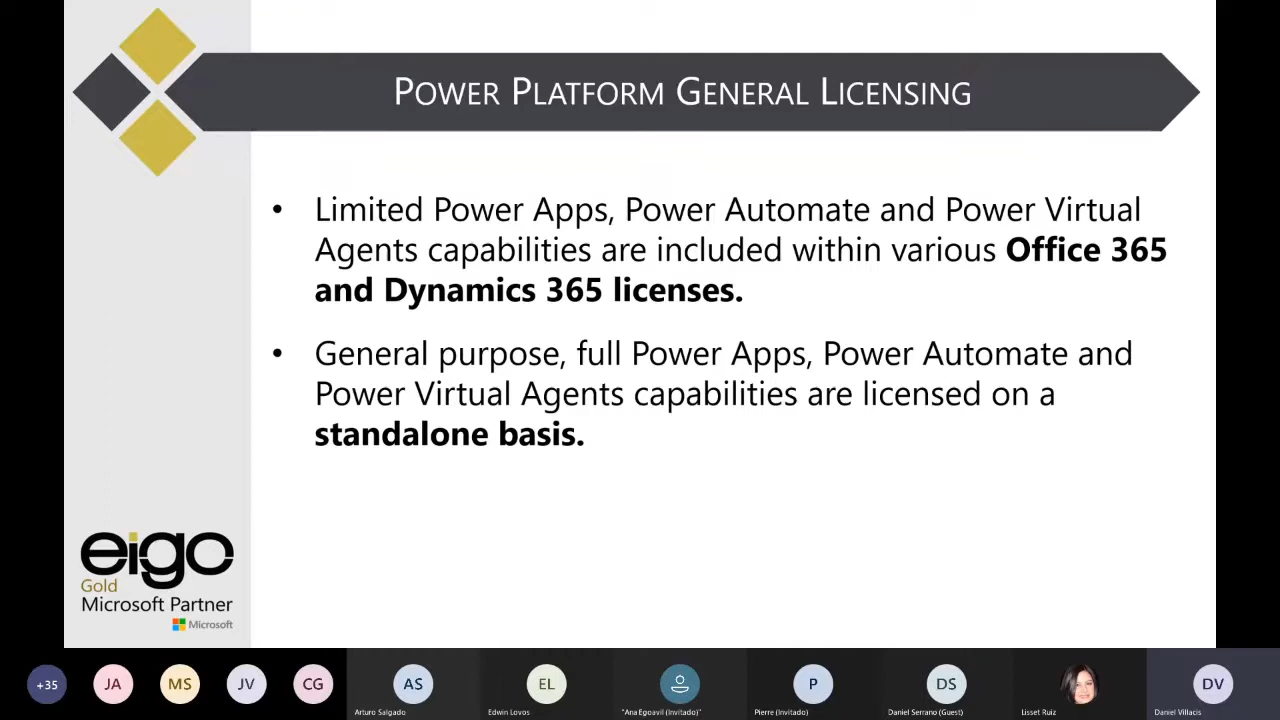 POWER PLATFORM GENERAL LICENSING
• Limited Power Apps, Power Automate and Power Virtual
Agents capabilities are included within various Office 365
and Dynamics 365 licenses.
• General purpose, full Power Apps, Power Automate and
Power Virtual Agents capabilities are licensed on a
standalone basis.
eigo
Gold
Microsoft Partner
Microsoft
+35 JA MS JV CG AS EL P DS DV
Arturo Salgado Edwin Lovos "Ana Egoavil (Invitado)" Pierre (Invitado) Daniel Serrano (Guest) Lisset Ruiz Daniel Villacis